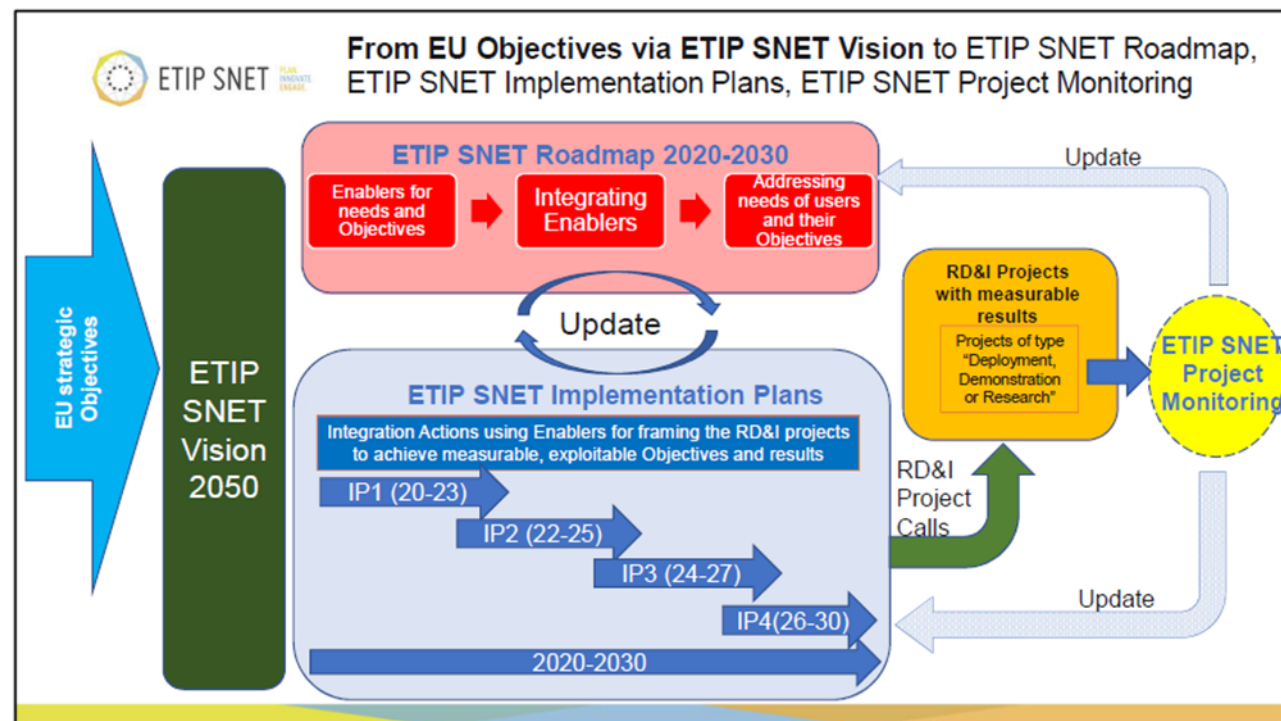 ETIP SNET
PLAN.
INNOVATE.
ENGAGE.
From EU Objectives via ETIP SNET Vision to ETIP SNET Roadmap,
ETIP SNET Implementation Plans, ETIP SNET Project Monitoring
EU strategic
Objectives
ETIP
SNET
Vision
2050
ETIP SNET Roadmap 2020-2030
Enablers for
needs and
Objectives
Integrating
Enablers
Addressing
needs of users
and their
Objectives
Update
Update
ETIP SNET Implementation Plans
Integration Actions using Enablers for framing the RD&I projects
to achieve measurable, exploitable Objectives and results
IP1 (20-23)
IP2 (22-25)
IP3 (24-27)
IP4(26-30)
2020-2030
RD&I
Project
Calls
RD&I Projects
with measurable
results
Projects of type
“Deployment,
Demonstration
or Research”
ETIP SNET
Project
Monitoring
Update